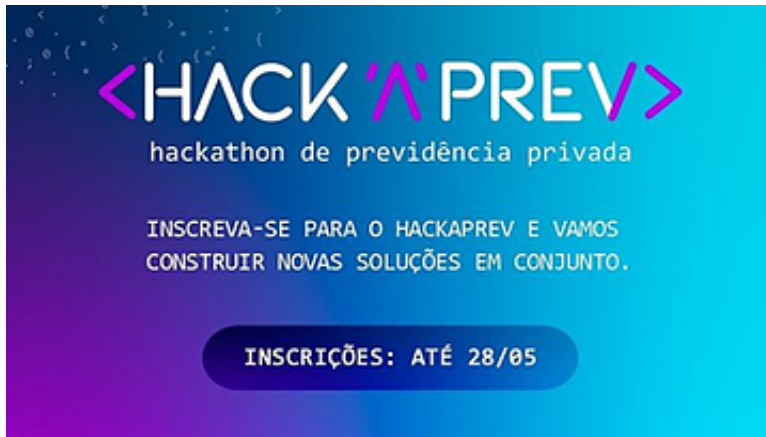 <HACK'A'PREV>
hackathon de previdência privada
INSCREVA-SE PARA O HACKAPREV E VAMOS
CONSTRUIR NOVAS SOLUÇÕES EM CONJUNTO.
INSCRIÇÕES: ATÉ 28/05